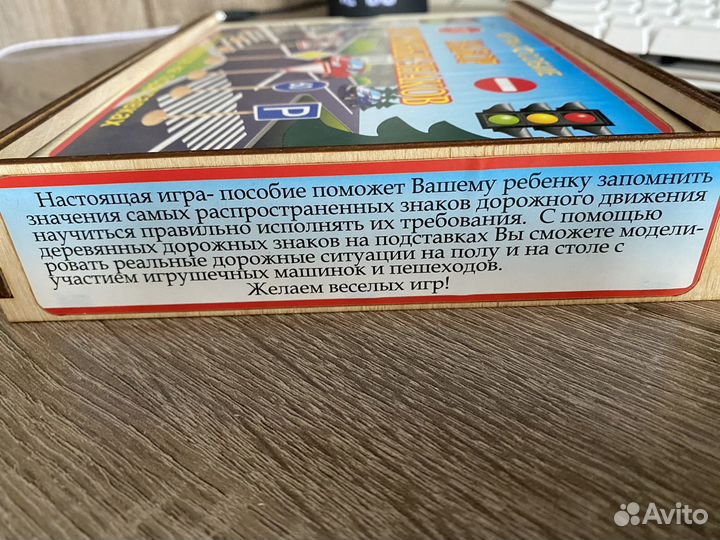 Настоящая игра- пособие поможет Вашему ребенку запомнить
значения самых распространенных знаков дорожного движения
научиться правильно исполнять их требования. С помощью
деревянных дорожных знаков на подставках Вы сможете модели-
ровать реальные дорожные ситуации на полу и на столе с
участием игрушечных машинок и пешеходов.
Желаем веселых игр!
P
Avito